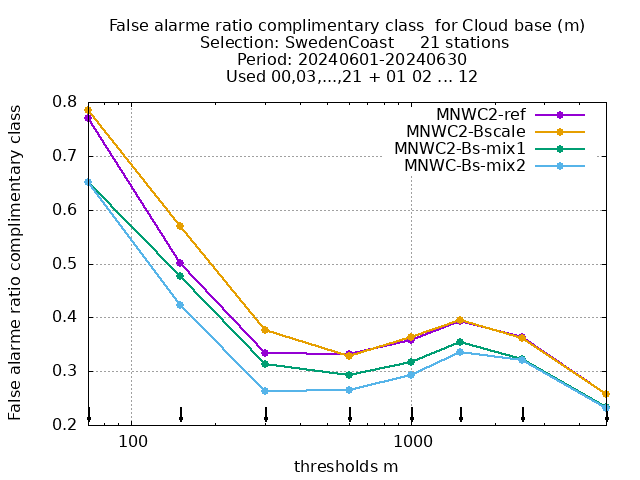 False alarme ratio complimentary class  for Cloud base (m)
Selection: SwedenCoast     21 stations
Period: 20240601-20240630
Used 00,03,...,21 + 01 02 ... 12
False alarme ratio complimentary class
0.8
0.7
0.6
0.5
0.4
0.3
0.2
MNWC2-ref
MNWC2-Bscale
MNWC2-Bs-mix1
MNWC-Bs-mix2
100
1000
thresholds m